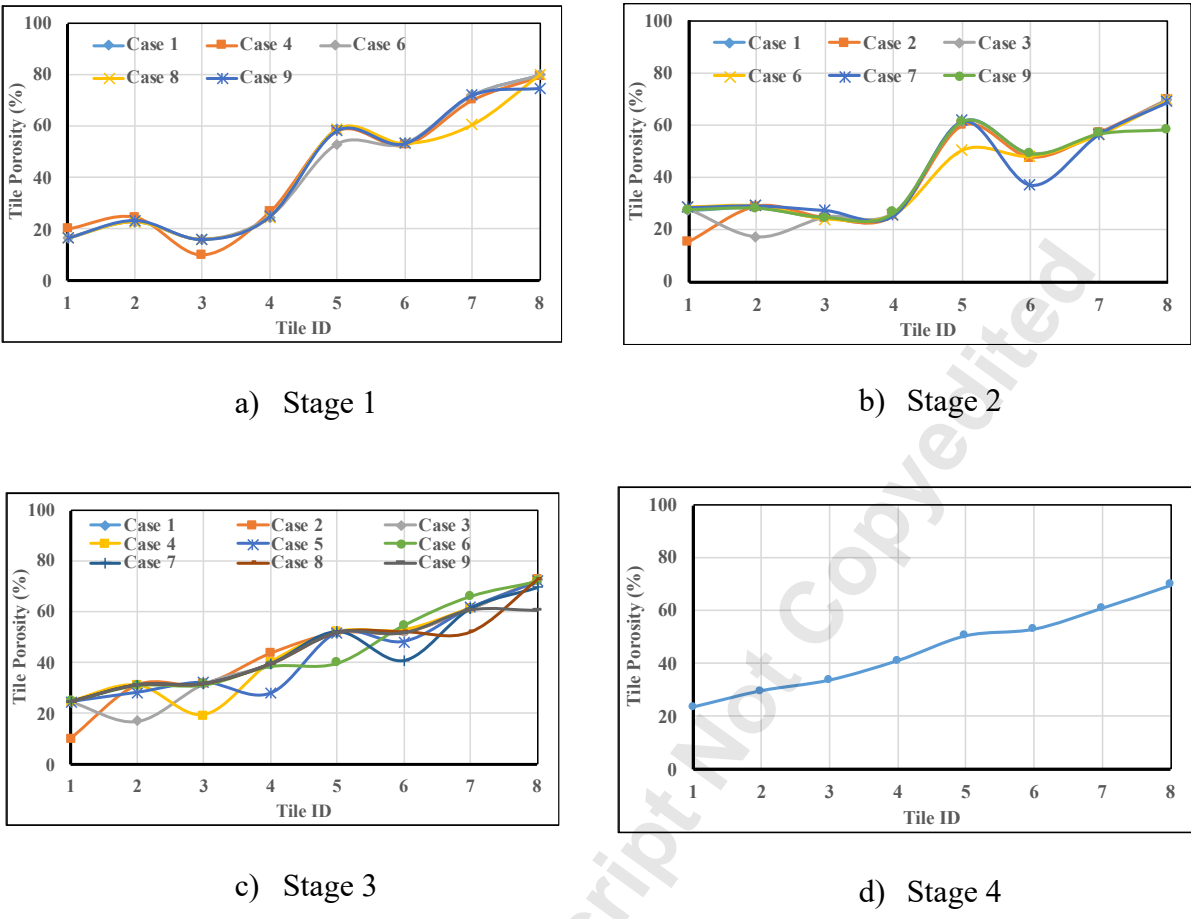 100
80
60
40
20
0
Tile Porosity (%)
Case 1 Case 4 Case 6
Case 8 Case 9
1 2 3 4 5 6 7 8
Tile ID
a) Stage 1
100
80
60
40
20
0
Tile Porosity (%)
Case 1 Case 2 Case 3
Case 6 Case 7 Case 9
1 2 3 4 5 6 7 8
Tile ID
b) Stage 2
100
80
60
40
20
0
Tile Porosity (%)
Case 1 Case 2 Case 3
Case 4 Case 5 Case 6
Case 7 Case 8 Case 9
1 2 3 4 5 6 7 8
Tile ID
c) Stage 3
100
80
60
40
20
0
Tile Porosity (%)
1 2 3 4 5 6 7 8
Tile ID
d) Stage 4
cript Not Copyedited